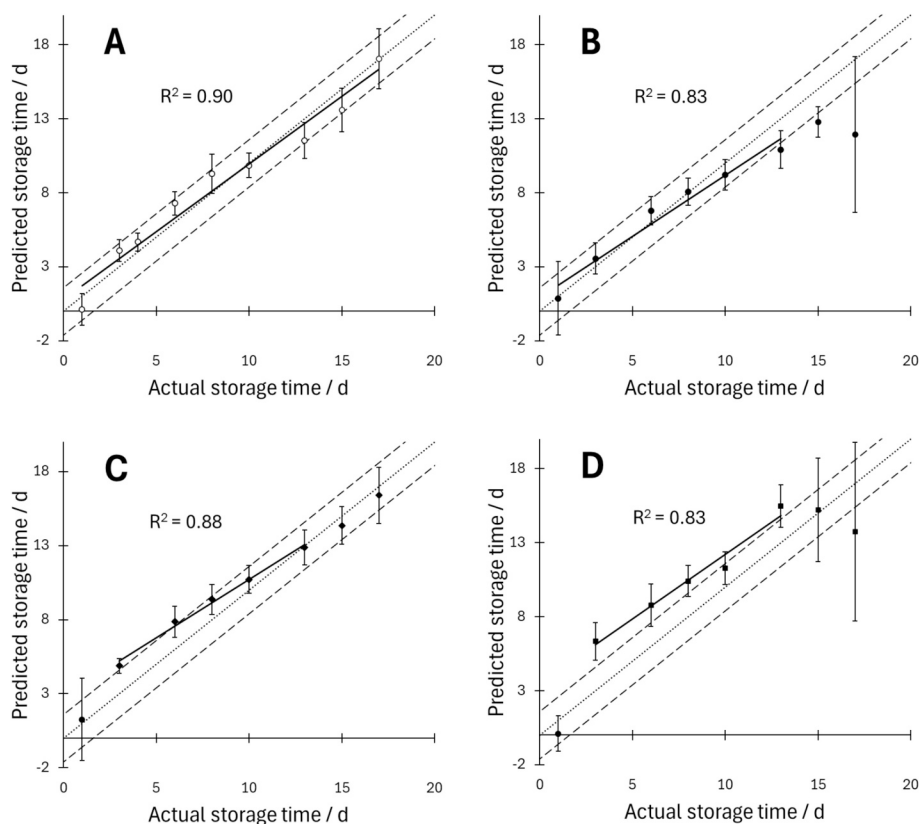 A
R² = 0.90
Predicted storage time / d
18
13
8
3
-2
0
5
10
15
20
Actual storage time / d
B
R² = 0.83
Predicted storage time / d
18
13
8
3
-2
0
5
10
15
20
Actual storage time / d
C
R² = 0.88
Predicted storage time / d
18
13
8
3
-2
0
5
10
15
20
Actual storage time / d
D
R² = 0.83
Predicted storage time / d
18
13
8
3
-2
0
5
10
15
20
Actual storage time / d